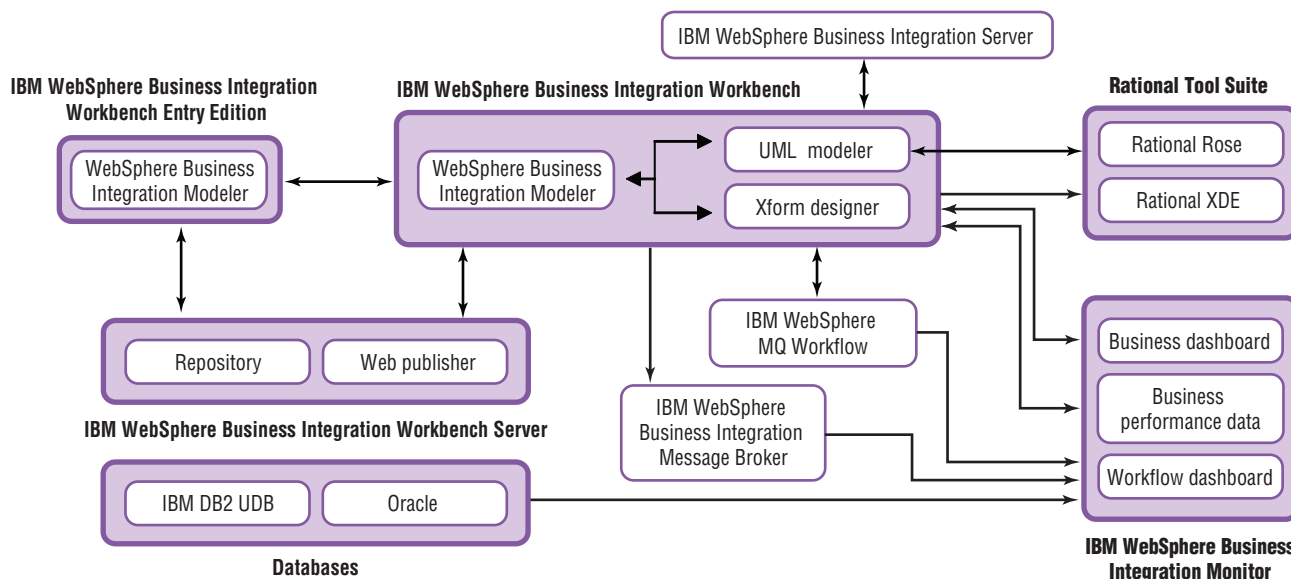 IBM WebSphere Business Integration Server
IBM WebSphere Business Integration
Workbench Entry Edition
WebSphere Business
Integration Modeler
IBM WebSphere Business Integration Workbench
WebSphere Business
Integration Modeler
UML modeler
Xform designer
Rational Tool Suite
Rational Rose
Rational XDE
Repository
Web publisher
IBM WebSphere Business Integration Workbench Server
IBM WebSphere
MQ Workflow
IBM WebSphere
Business Integration
Message Broker
Business dashboard
Business
performance data
Workflow dashboard
IBM WebSphere Business
Integration Monitor
IBM DB2 UDB
Oracle
Databases